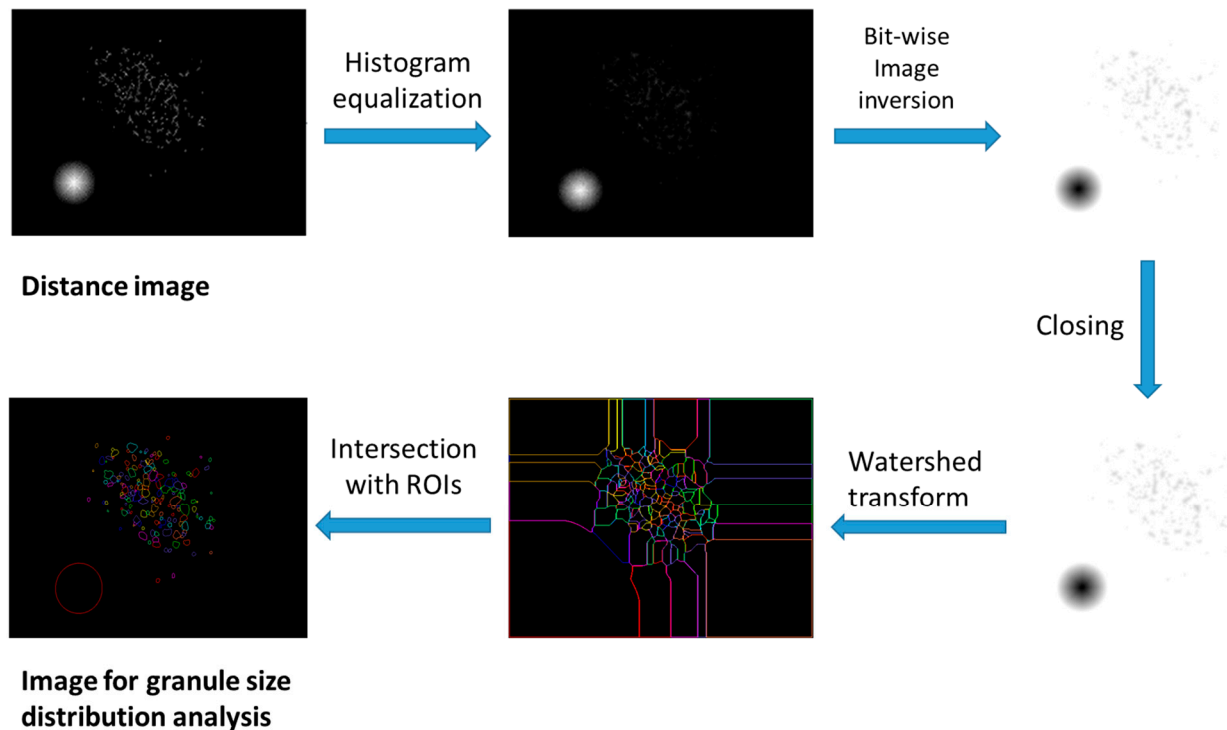 Histogram
equalization
Bit-wise
Image
inversion
Distance image
Closing
Watershed
transform
Intersection
with ROIs
Image for granule size
distribution analysis